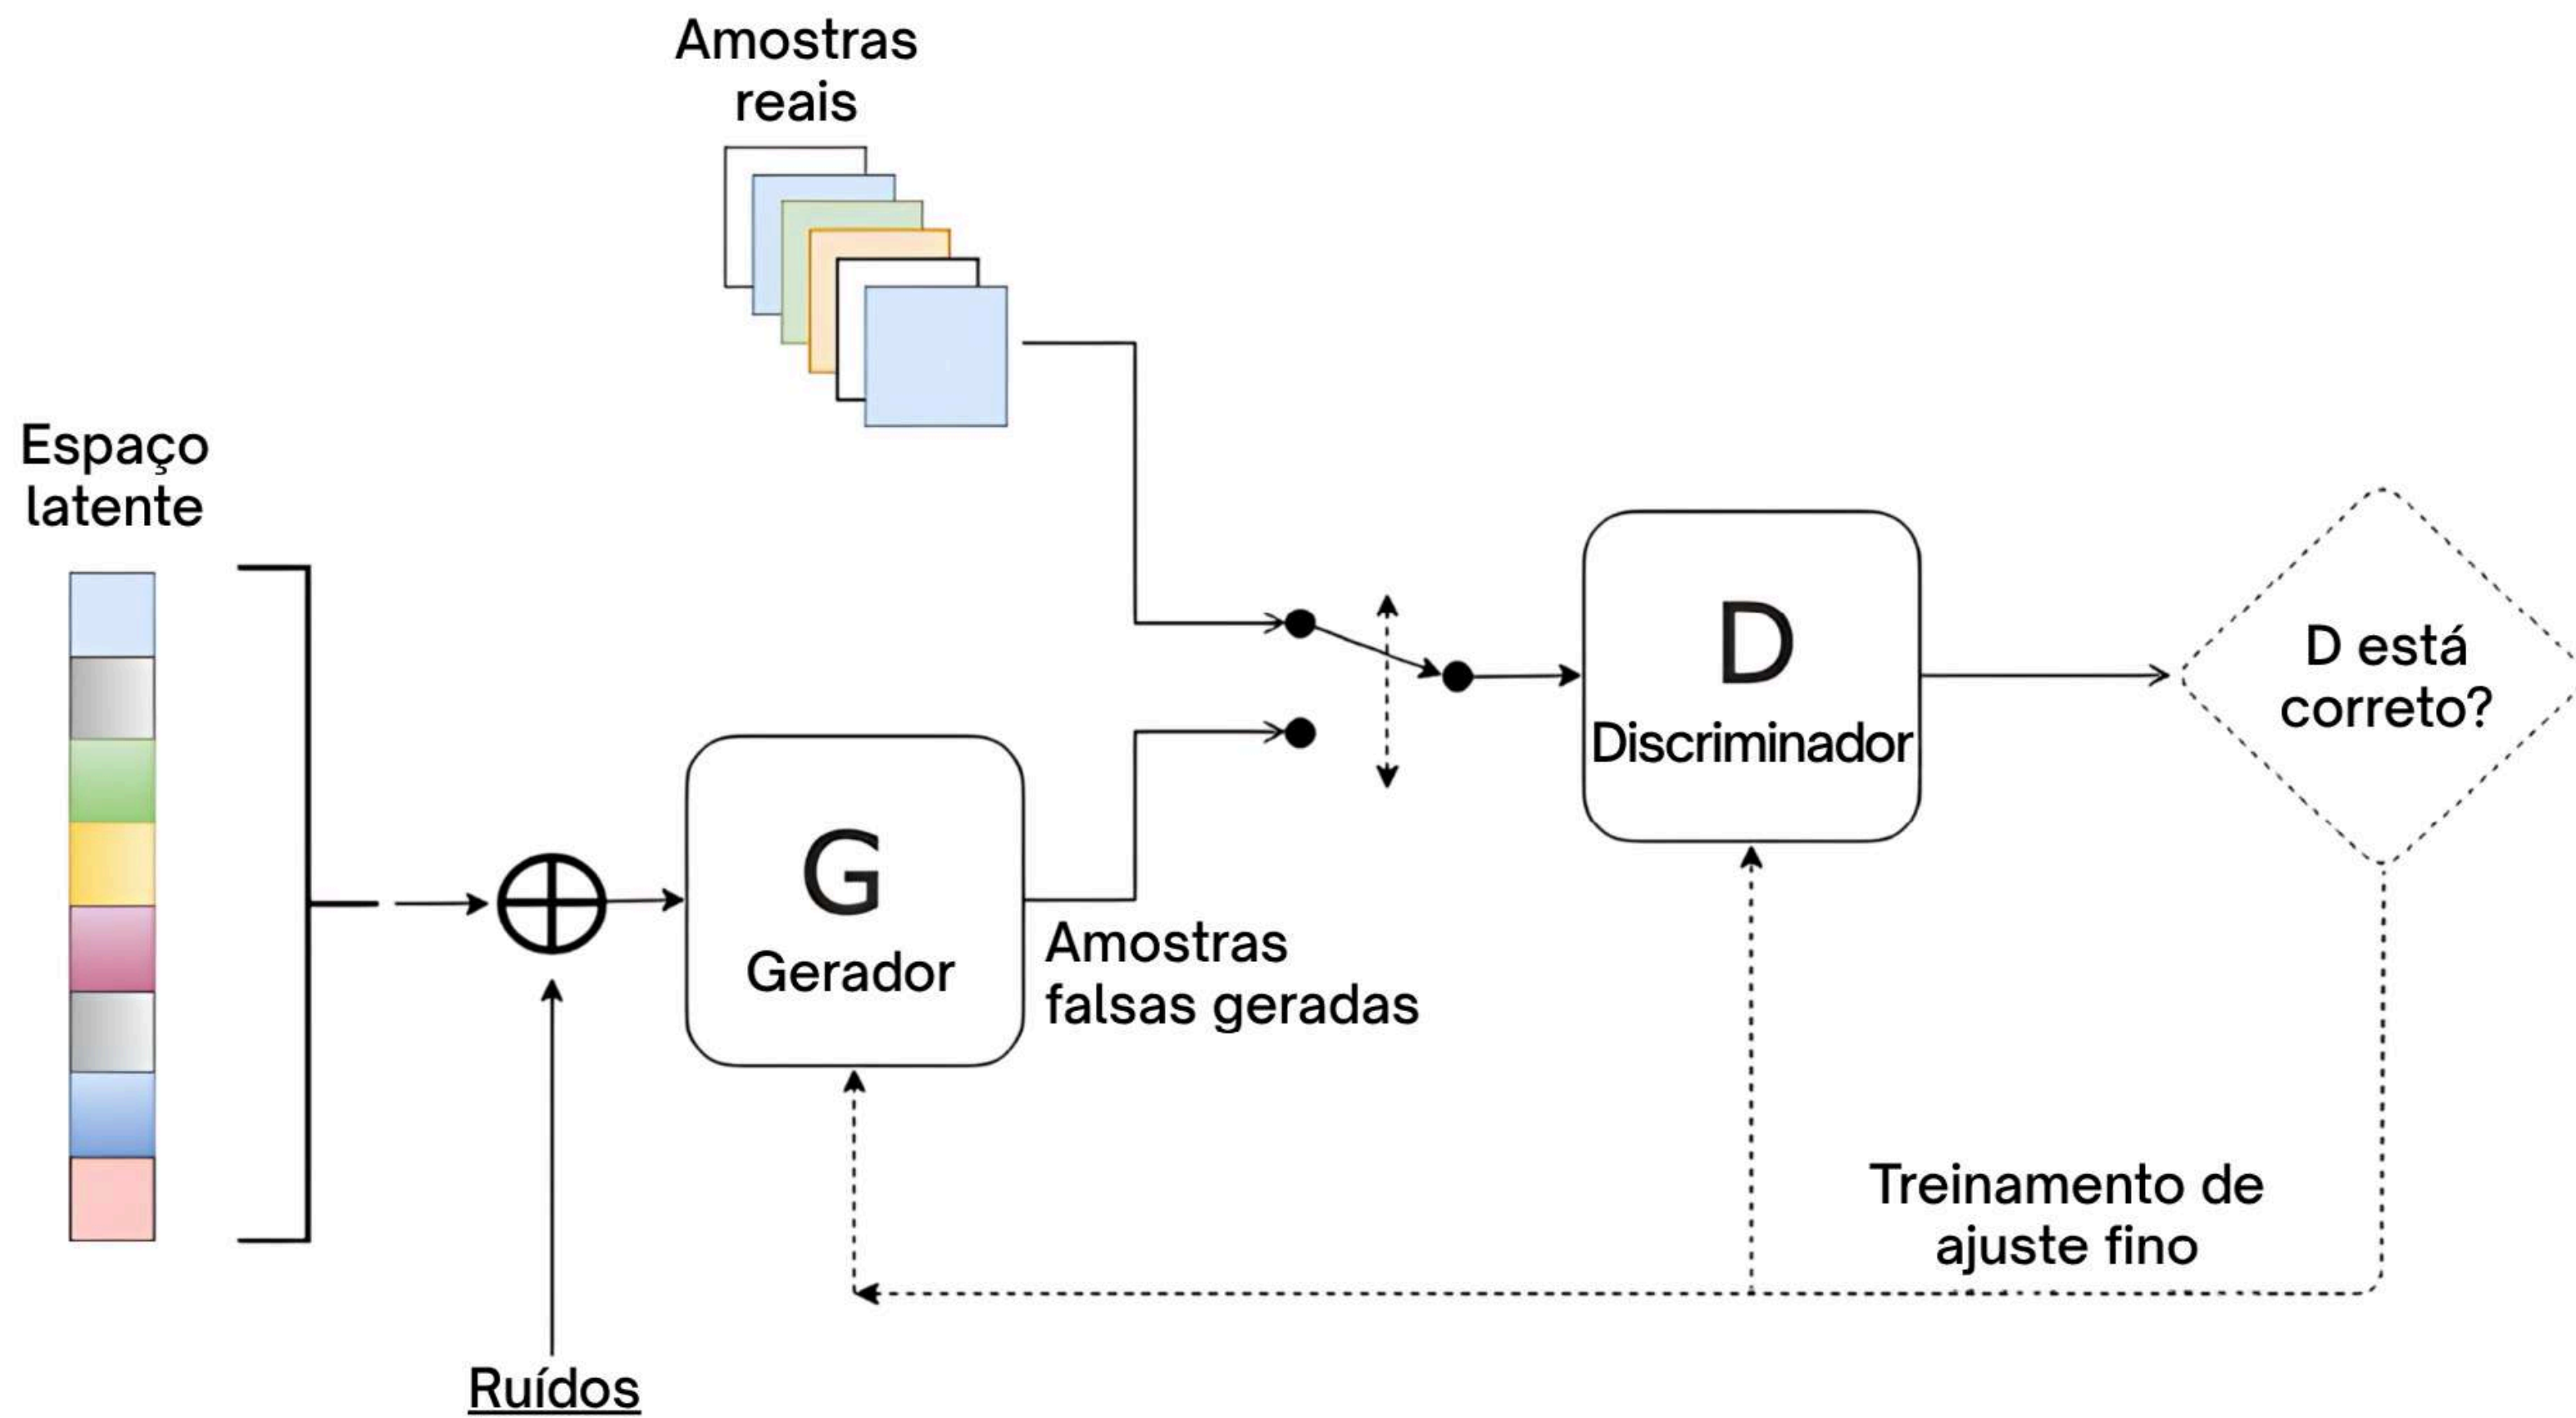 Amostras
reais
Espaço
latente
D
Discriminador
D está
correto?
G
Gerador
Amostras
falsas geradas
Treinamento de
ajuste fino
Ruídos